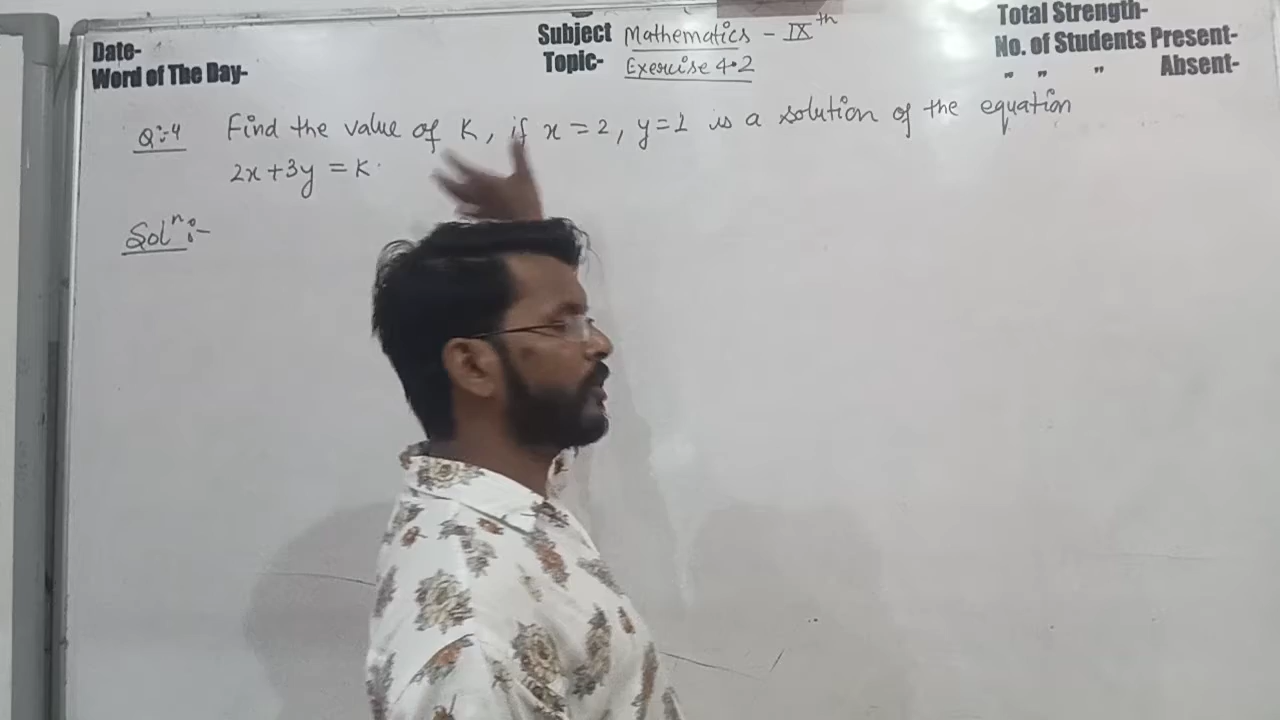 Date-
Word of The Day-
Subject Mathematics - IXth
Topic- Exercise 4.2
Total Strength-
No. of Students Present-
" " " Absent-
Q:-4 Find the value of K, if x = 2, y=1 is a solution of the equation
2x+3y = K.
Solⁿ:-